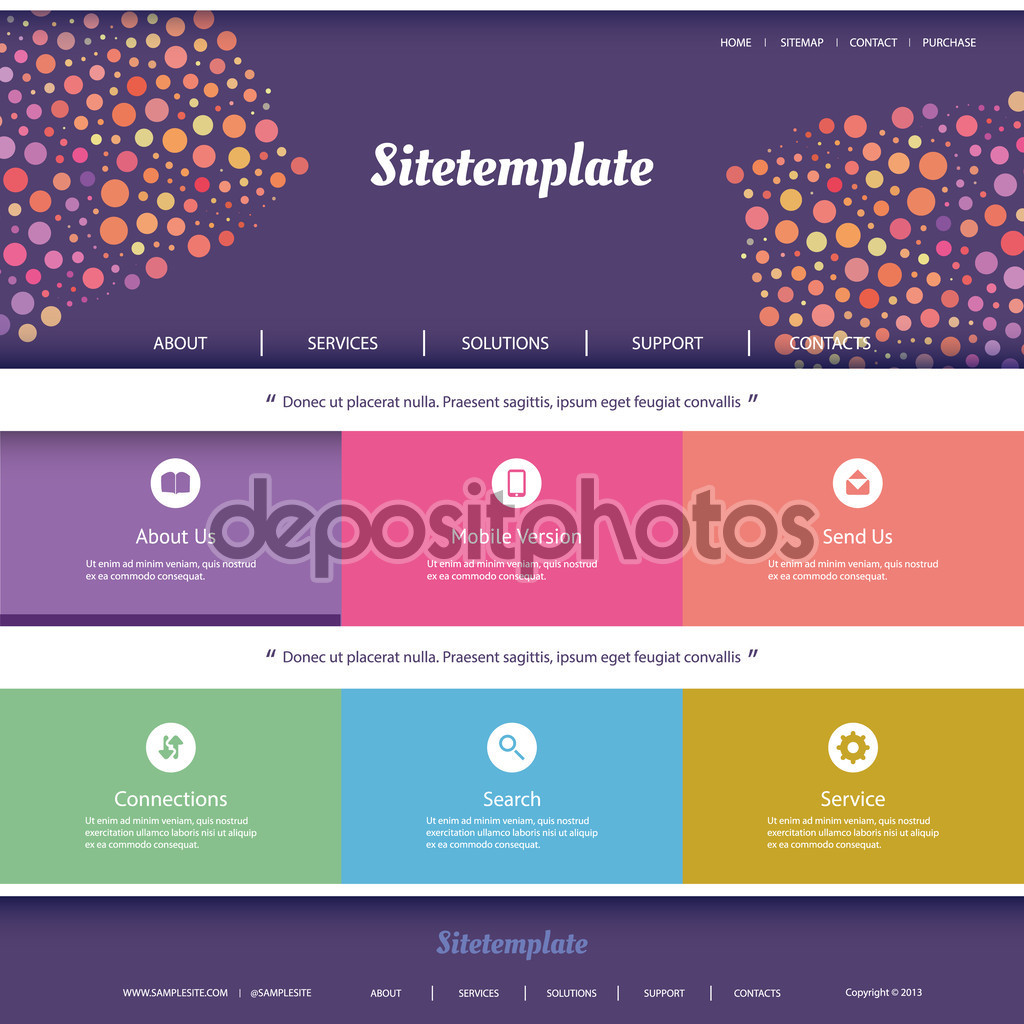 HOME | SITEMAP | CONTACT | PURCHASE
Sitetemplate
ABOUT | SERVICES | SOLUTIONS | SUPPORT | CONTACTS
“ Donec ut placerat nulla. Praesent sagittis, ipsum eget feugiat convallis ”
About Us
Ut enim ad minim veniam, quis nostrud
ex ea commodo consequat.
Mobile Version
Ut enim ad minim veniam, quis nostrud
ex ea commodo consequat.
Send Us
Ut enim ad minim veniam, quis nostrud
ex ea commodo consequat.
depositphotos
“ Donec ut placerat nulla. Praesent sagittis, ipsum eget feugiat convallis ”
Connections
Ut enim ad minim veniam, quis nostrud
exercitation ullamco laboris nisi ut aliquip
ex ea commodo consequat.
Search
Ut enim ad minim veniam, quis nostrud
exercitation ullamco laboris nisi ut aliquip
ex ea commodo consequat.
Service
Ut enim ad minim veniam, quis nostrud
exercitation ullamco laboris nisi ut aliquip
ex ea commodo consequat.
Sitetemplate
WWW.SAMPLESITE.COM | @SAMPLESITE ABOUT | SERVICES | SOLUTIONS | SUPPORT | CONTACTS Copyright © 2013